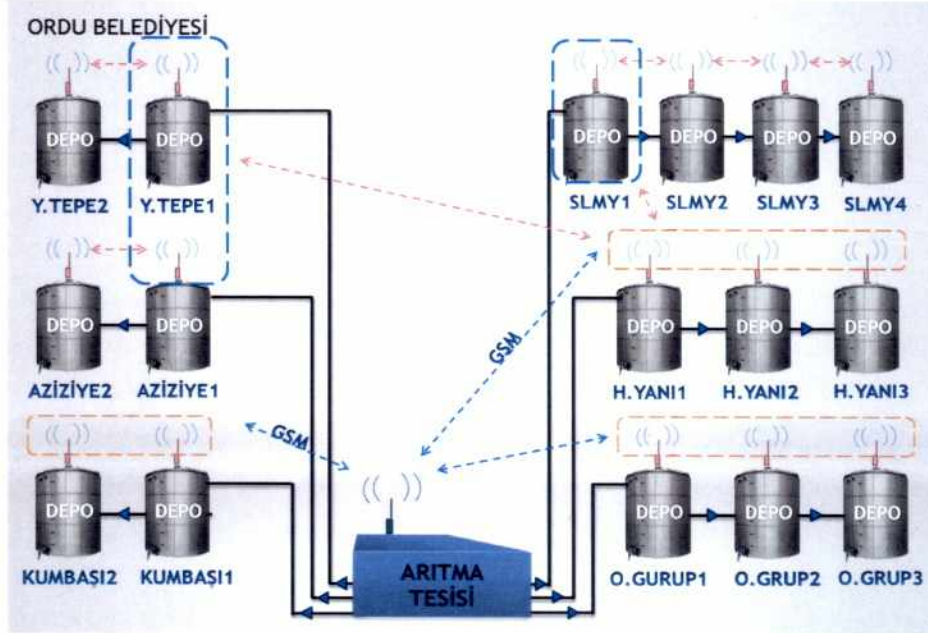 ORDU BELEDİYESİ
DEPO
DEPO
Y.TEPE2
Y.TEPE1
DEPO
DEPO
DEPO
DEPO
SLMY1
SLMY2
SLMY3
SLMY4
DEPO
DEPO
AZİZİYE2
AZİZİYE1
DEPO
DEPO
DEPO
H.YANI1
H.YANI2
H.YANI3
GSM
GSM
DEPO
DEPO
KUMBAŞI2
KUMBAŞI1
DEPO
DEPO
DEPO
O.GURUP1
O.GRUP2
O.GRUP3
ARITMA
TESİSİ